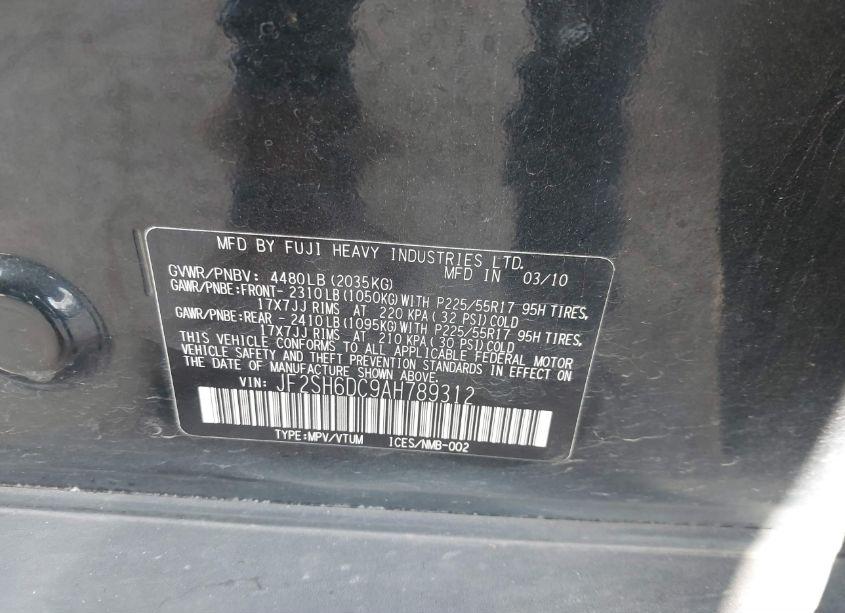 MFD BY FUJI HEAVY INDUSTRIES LTD.
MFD IN 03/10
GVWR/PNBV: 4480LB (2035KG)
GAWR/PNBE:FRONT- 2310LB(1050KG)WITH P225/55R17 95H TIRES,
17X7JJ RIMS AT 220 KPA(32 PSI)COLD
GAWR/PNBE:REAR - 2410LB(1095KG)WITH P225/55R17 95H TIRES,
17X7JJ RIMS AT 210 KPA(30 PSI)COLD
THIS VEHICLE CONFORMS TO ALL APPLICABLE FEDERAL MOTOR
VEHICLE SAFETY AND THEFT PREVENTION STANDARDS IN EFFECT ON
THE DATE OF MANUFACTURE SHOWN ABOVE.
VIN: JF2SH6DC9AH789312
TYPE:MPV/VTUM ICES/NMB-002